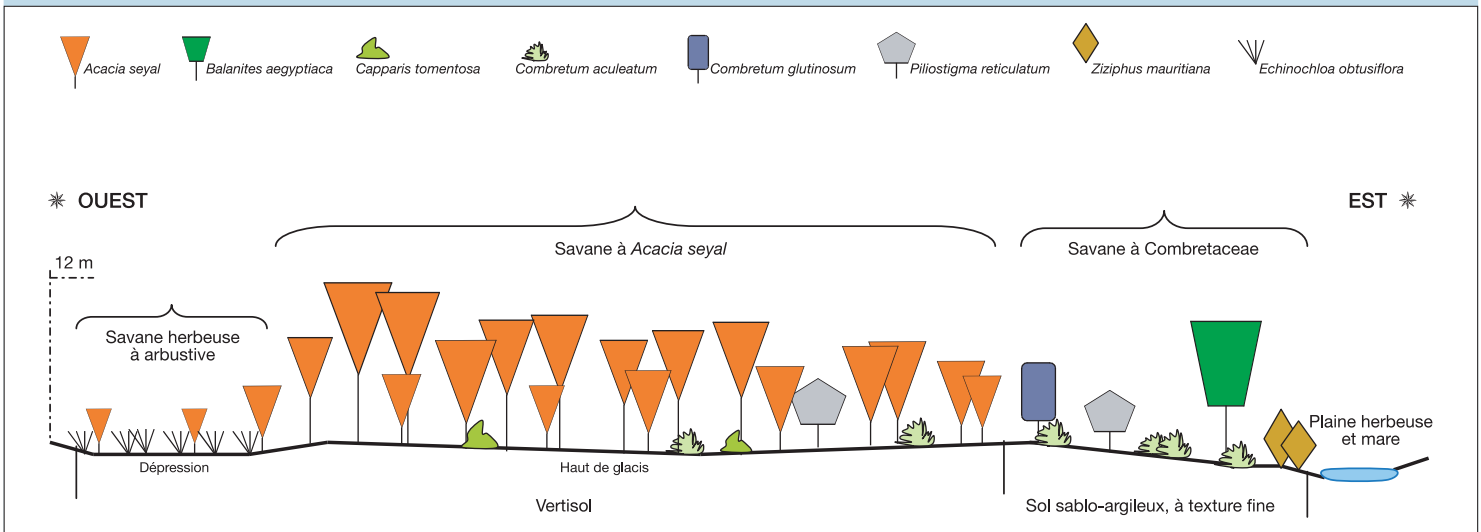 Acacia seyal
Balanites aegyptiaca
Capparis tomentosa
Combretum aculeatum
Combretum glutinosum
Piliostigma reticulatum
Ziziphus mauritiana
Echinochloa obtusiflora
OUEST
EST
Savane à Acacia seyal
Savane à Combretaceae
12 m
Savane herbeuse
à arbustive
Plaine herbeuse
et mare
Dépression
Haut de glacis
Vertisol
Sol sablo-argileux, à texture fine